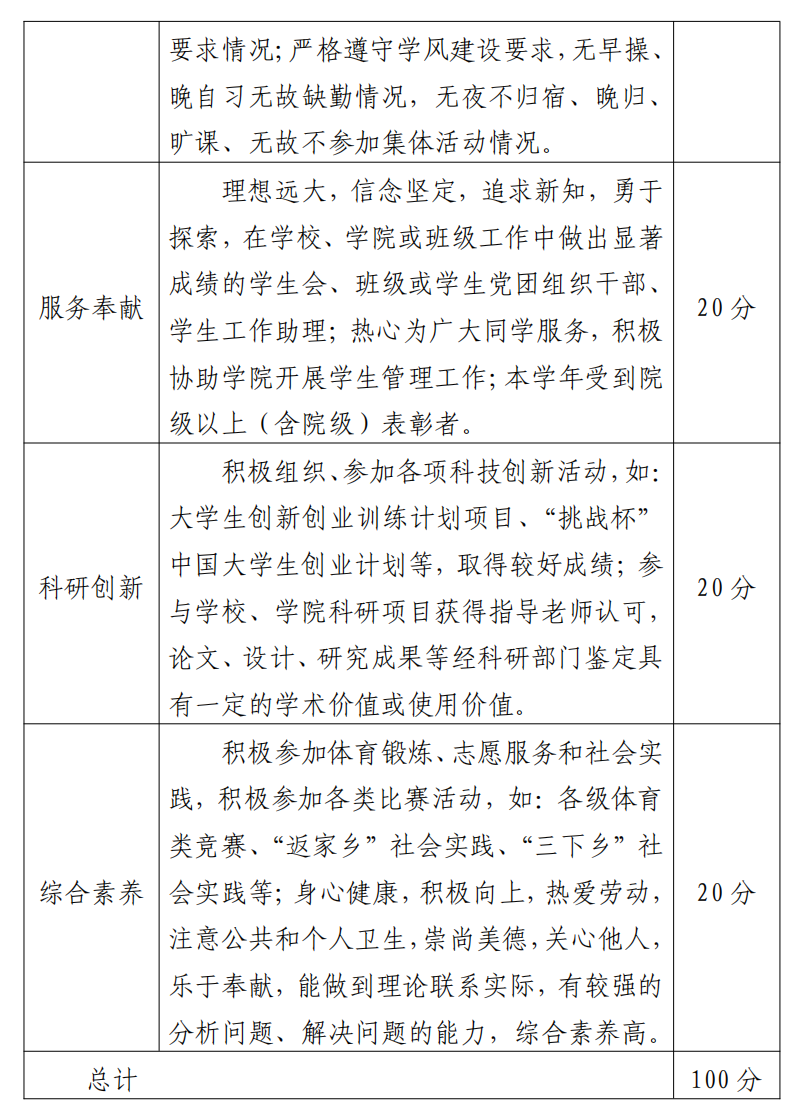 要求情况；严格遵守学风建设要求，无早操、
晚自习无故缺勤情况，无夜不归宿、晚归、
旷课、无故不参加集体活动情况。
服务奉献
理想远大，信念坚定，追求新知，勇于
探索，在学校、学院或班级工作中做出显著
成绩的学生会、班级或学生党团组织干部、
学生工作助理；热心为广大同学服务，积极
协助学院开展学生管理工作；本学年受到院
级以上（含院级）表彰者。
20分
科研创新
积极组织、参加各项科技创新活动，如：
大学生创新创业训练计划项目、“挑战杯”
中国大学生创业计划等，取得较好成绩；参
与学校、学院科研项目获得指导老师认可，
论文、设计、研究成果等经科研部门鉴定具
有一定的学术价值或使用价值。
20分
综合素养
积极参加体育锻炼、志愿服务和社会实
践，积极参加各类比赛活动，如：各级体育
类竞赛、“返家乡”社会实践、“三下乡”社
会实践等；身心健康，积极向上，热爱劳动，
注意公共和个人卫生，崇尚美德，关心他人，
乐于奉献，能做到理论联系实际，有较强的
分析问题、解决问题的能力，综合素养高。
20分
总计
100分